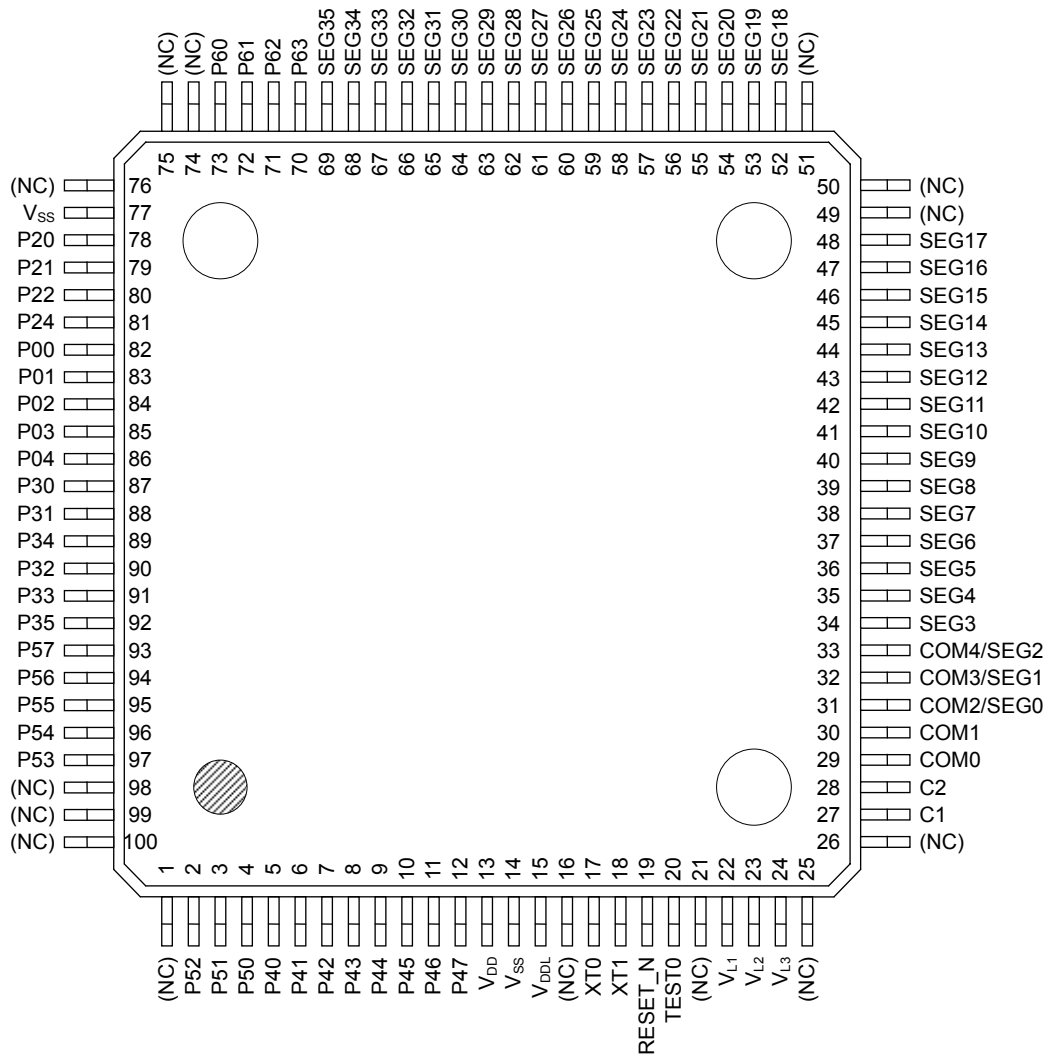 (NC)
(NC)
P60
P61
P62
P63
SEG35
SEG34
SEG33
SEG32
SEG31
SEG30
SEG29
SEG28
SEG27
SEG26
SEG25
SEG24
SEG23
SEG22
SEG21
SEG20
SEG19
SEG18
(NC)
75
74
73
72
71
70
69
68
67
66
65
64
63
62
61
60
59
58
57
56
55
54
53
52
51
(NC) 76
VSS 77
P20 78
P21 79
P22 80
P24 81
P00 82
P01 83
P02 84
P03 85
P04 86
P30 87
P31 88
P34 89
P32 90
P33 91
P35 92
P57 93
P56 94
P55 95
P54 96
P53 97
(NC) 98
(NC) 99
(NC) 100
50 (NC)
49 (NC)
48 SEG17
47 SEG16
46 SEG15
45 SEG14
44 SEG13
43 SEG12
42 SEG11
41 SEG10
40 SEG9
39 SEG8
38 SEG7
37 SEG6
36 SEG5
35 SEG4
34 SEG3
33 COM4/SEG2
32 COM3/SEG1
31 COM2/SEG0
30 COM1
29 COM0
28 C2
27 C1
26 (NC)
1
2
3
4
5
6
7
8
9
10
11
12
13
14
15
16
17
18
19
20
21
22
23
24
25
(NC)
P52
P51
P50
P40
P41
P42
P43
P44
P45
P46
P47
VDD
VSS
VDDL
(NC)
XT0
XT1
RESET_N
TEST0
(NC)
VL1
VL2
VL3
(NC)